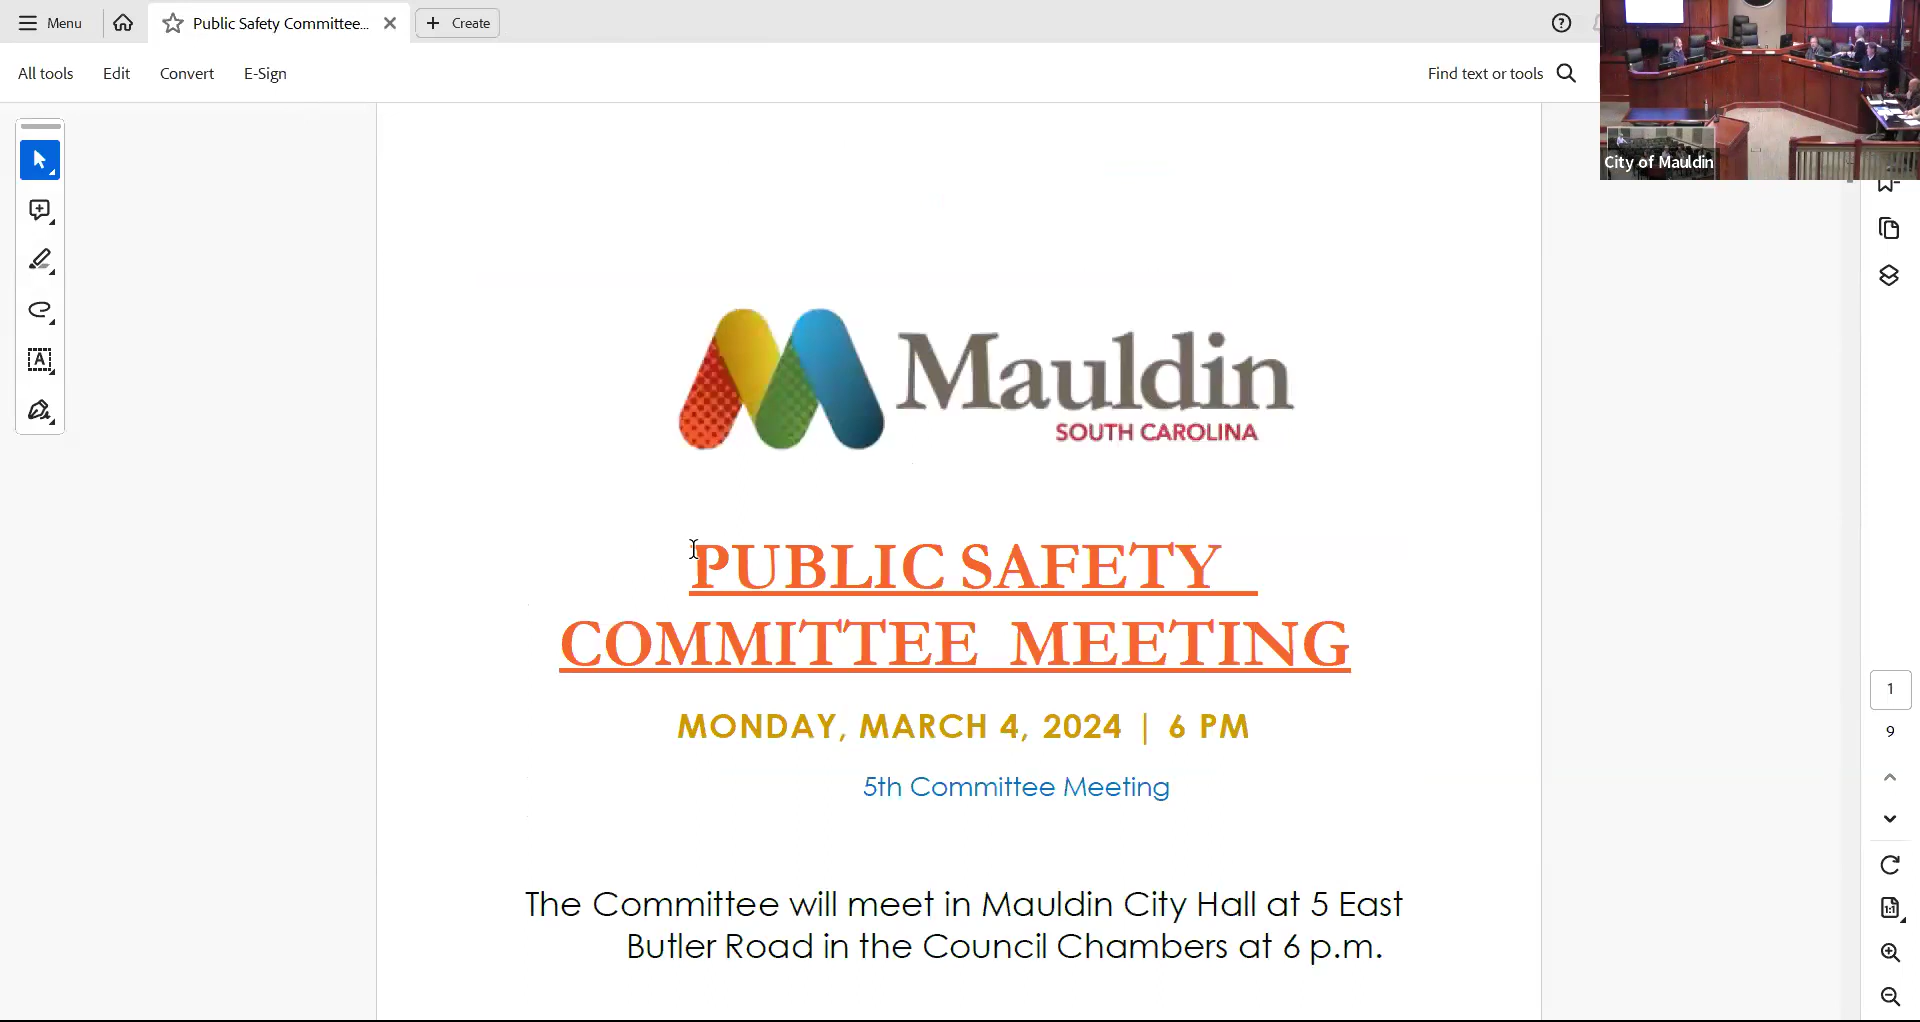 Menu
Public Safety Committee...
Create
All tools
Edit
Convert
E-Sign
Find text or tools
City of Mauldin
Mauldin
SOUTH CAROLINA
PUBLIC SAFETY
COMMITTEE MEETING
MONDAY, MARCH 4, 2024 | 6 PM
5th Committee Meeting
The Committee will meet in Mauldin City Hall at 5 East
Butler Road in the Council Chambers at 6 p.m.
1
9